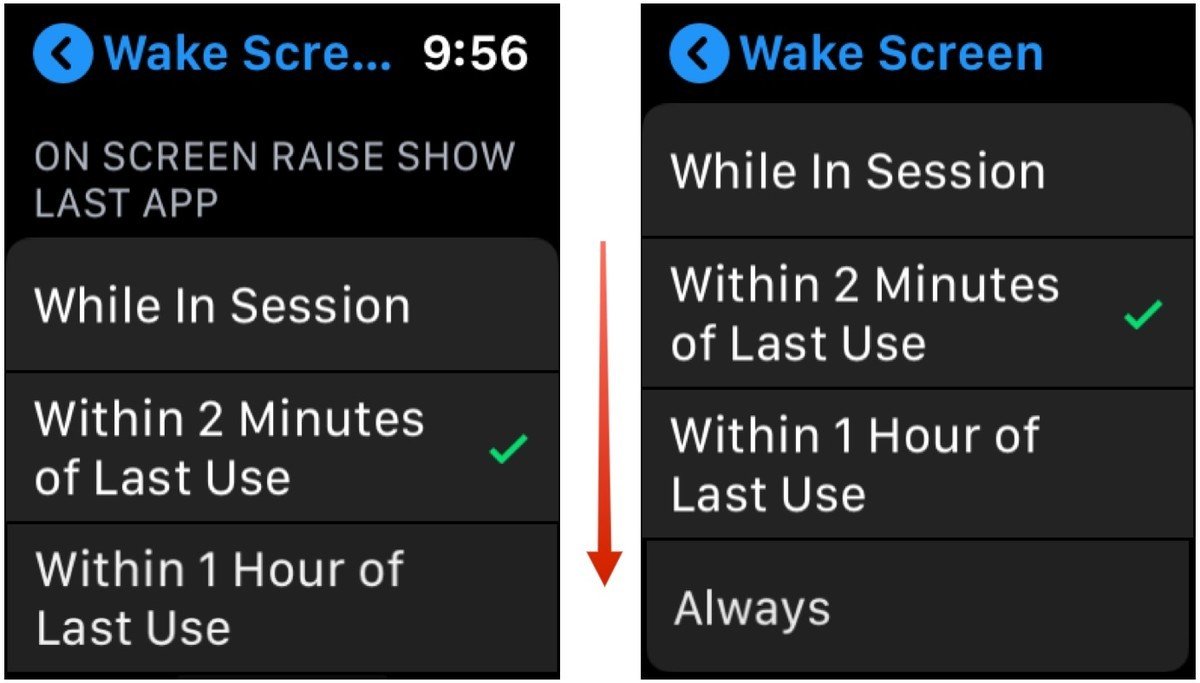 Wake Scre... 9:56
ON SCREEN RAISE SHOW
LAST APP
While In Session
Within 2 Minutes
of Last Use
Within 1 Hour of
Last Use
Wake Screen
While In Session
Within 2 Minutes
of Last Use
Within 1 Hour of
Last Use
Always